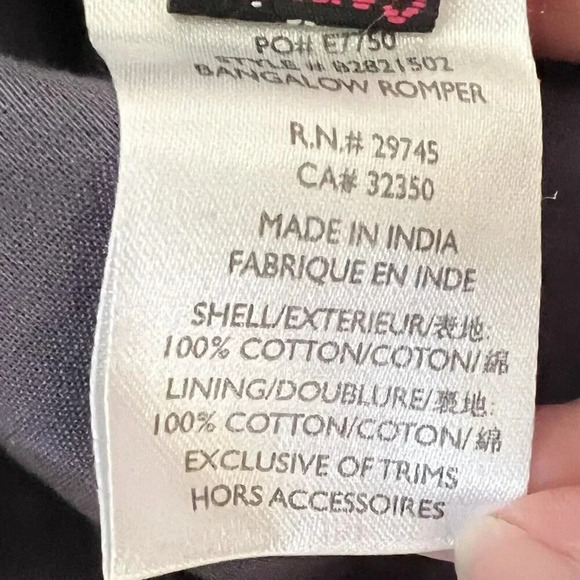 PO# E7750
STYLE # B2821502
BANGALOW ROMPER
R.N.# 29745
CA# 32350
MADE IN INDIA
FABRIQUE EN INDE
SHELL/EXTERIEUR/表地:
100% COTTON/COTON/綿
LINING/DOUBLURE/裏地:
100% COTTON/COTON/綿
EXCLUSIVE OF TRIMS
HORS ACCESSOIRES